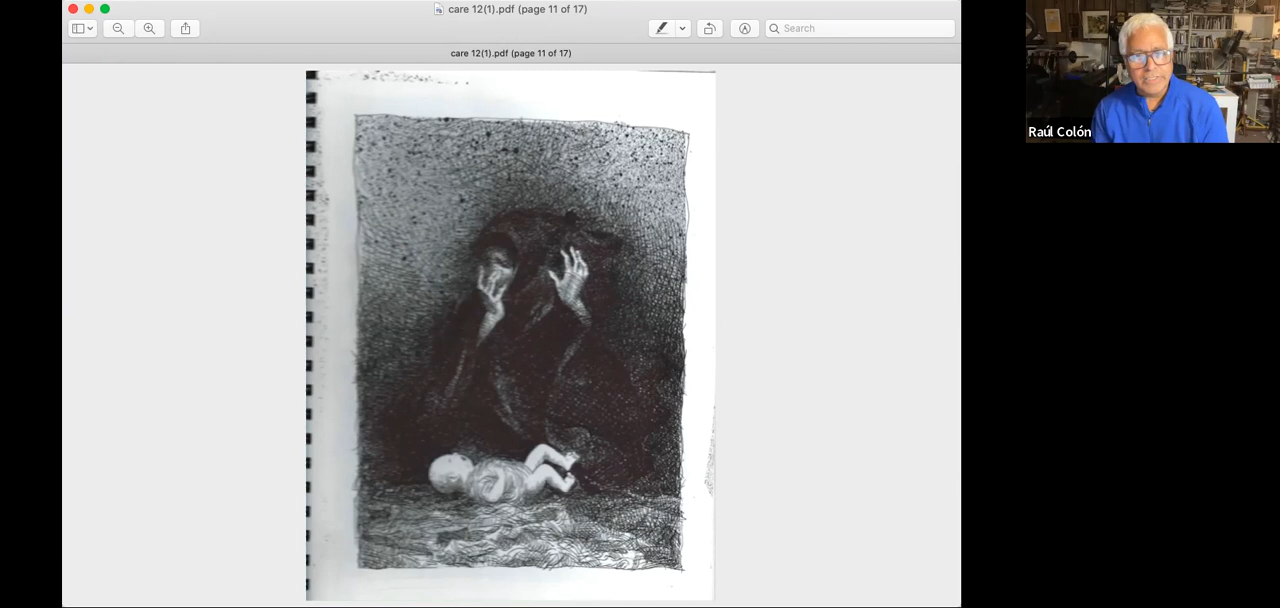 care 12(1).pdf (page 11 of 17)
Search
care 12(1).pdf (page 11 of 17)
Raúl Colón